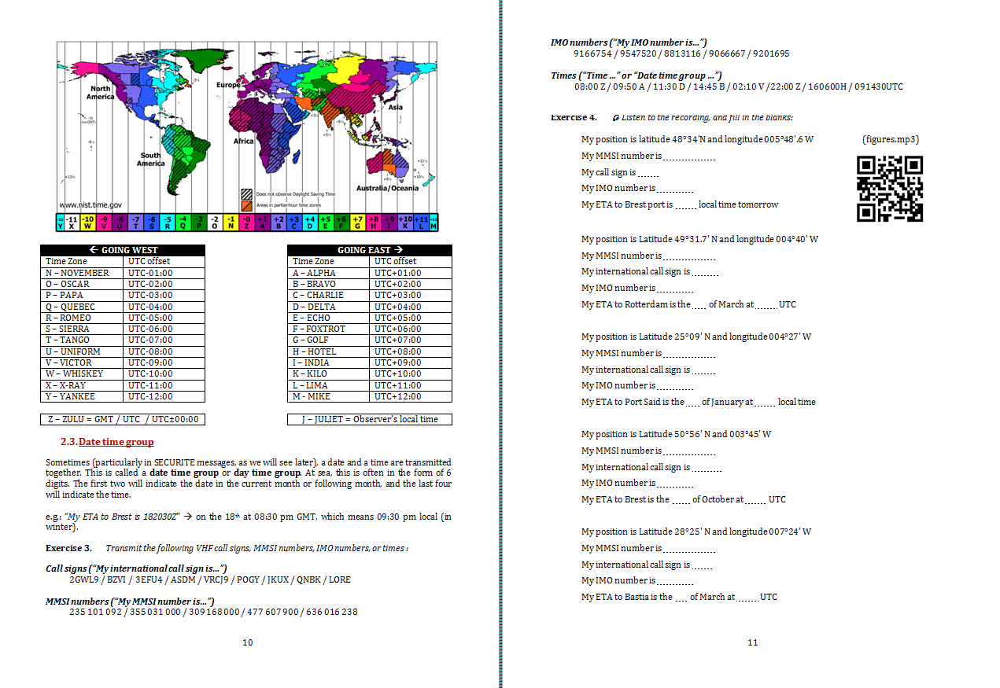 North
America
Europe
Asia
Africa
South
America
Australia/Oceania
Does not observe Daylight Saving Time
Areas in partial-hour time zones
www.nist.time.gov
-12 -11 -10 -9 -8 -7 -6 -5 -4 -3 -2 -1 -0 +1 +2 +3 +4 +5 +6 +7 +8 +9 +10 +11 -12
Y X W V U T S R Q P O N Z A B C D E F G H I K L M
← GOING WEST
Time Zone UTC offset
N – NOVEMBER UTC-01:00
O – OSCAR UTC-02:00
P – PAPA UTC-03:00
Q – QUEBEC UTC-04:00
R – ROMEO UTC-05:00
S – SIERRA UTC-06:00
T – TANGO UTC-07:00
U – UNIFORM UTC-08:00
V – VICTOR UTC-09:00
W – WHISKEY UTC-10:00
X – X-RAY UTC-11:00
Y – YANKEE UTC-12:00
Z – ZULU = GMT / UTC / UTC±00:00
GOING EAST →
Time Zone UTC offset
A – ALPHA UTC+01:00
B – BRAVO UTC+02:00
C – CHARLIE UTC+03:00
D – DELTA UTC+04:00
E – ECHO UTC+05:00
F – FOXTROT UTC+06:00
G – GOLF UTC+07:00
H – HOTEL UTC+08:00
I – INDIA UTC+09:00
K – KILO UTC+10:00
L – LIMA UTC+11:00
M - MIKE UTC+12:00
J – JULIET = Observer's local time
2.3. Date time group
Sometimes (particularly in SECURITE messages, as we will see later), a date and a time are transmitted
together. This is called a date time group or day time group. At sea, this is often in the form of 6
digits. The first two will indicate the date in the current month or following month, and the last four
will indicate the time.
e.g.: "My ETA to Brest is 182030Z" → on the 18th at 08:30 pm GMT, which means 09:30 pm local (in
winter).
Exercise 3. Transmit the following VHF call signs, MMSI numbers, IMO numbers, or times :
Call signs ("My international call sign is...")
2GWL9 / BZVI / 3EFU4 / ASDM / VRCJ9 / POGY / JKUX / QNBK / LORE
MMSI numbers ("My MMSI number is...")
235 101 092 / 355 031 000 / 309 168 000 / 477 607 900 / 636 016 238
10
IMO numbers ("My IMO number is...")
9166754 / 9547520 / 8813116 / 9066667 / 9201695
Times ("Time ..." or "Date time group ...")
08:00 Z / 09:50 A / 11:30 D / 14:45 B / 02:10 V / 22:00 Z / 160600H / 091430UTC
Exercise 4. Listen to the recording, and fill in the blanks:
My position is latitude 48°34'N and longitude 005°48'.6 W (figures.mp3)
My MMSI number is...................
My call sign is.......
My IMO number is.............
My ETA to Brest port is ....... local time tomorrow
My position is Latitude 49°31.7' N and longitude 004°40' W
My MMSI number is...................
My international call sign is .........
My IMO number is.............
My ETA to Rotterdam is the..... of March at........ UTC
My position is Latitude 25°09' N and longitude 004°27' W
My MMSI number is...................
My international call sign is ........
My IMO number is.............
My ETA to Port Said is the..... of January at....... local time
My position is Latitude 50°56' N and 003°45' W
My MMSI number is...................
My international call sign is ..........
My IMO number is.............
My ETA to Brest is the ...... of October at....... UTC
My position is Latitude 28°25' N and longitude 007°24' W
My MMSI number is...................
My international call sign is .......
My IMO number is.............
My ETA to Bastia is the .... of March at........ UTC
11